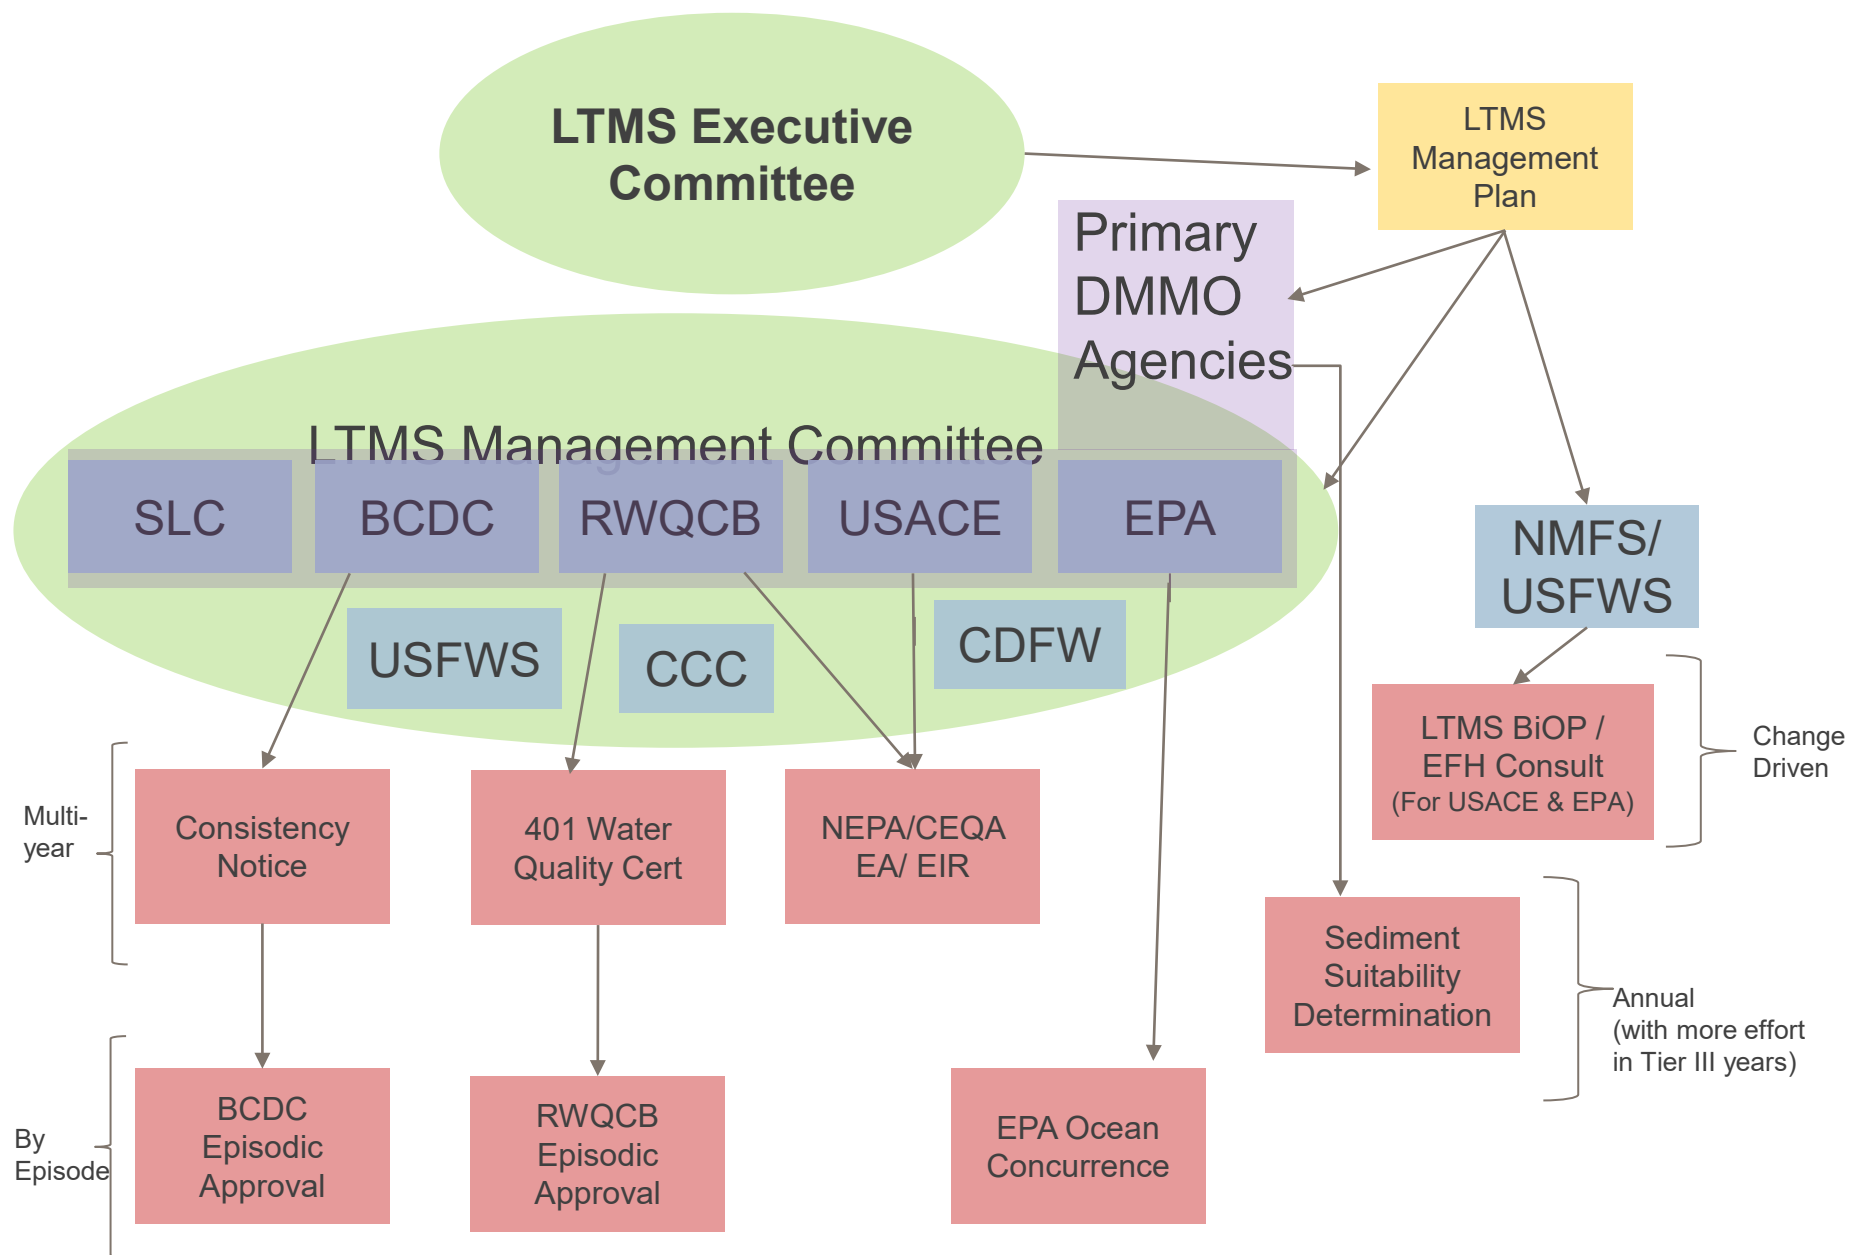 LTMS Executive
Committee
LTMS
Management
Plan
Primary
DMMO
Agencies
LTMS Management Committee
SLC
BCDC
RWQCB
USACE
EPA
NMFS/
USFWS
USFWS
CCC
CDFW
LTMS BiOP /
EFH Consult
(For USACE & EPA)
Change
Driven
Multi-
year
Consistency
Notice
401 Water
Quality Cert
NEPA/CEQA
EA/ EIR
Sediment
Suitability
Determination
Annual
(with more effort
in Tier III years)
By
Episode
BCDC
Episodic
Approval
RWQCB
Episodic
Approval
EPA Ocean
Concurrence